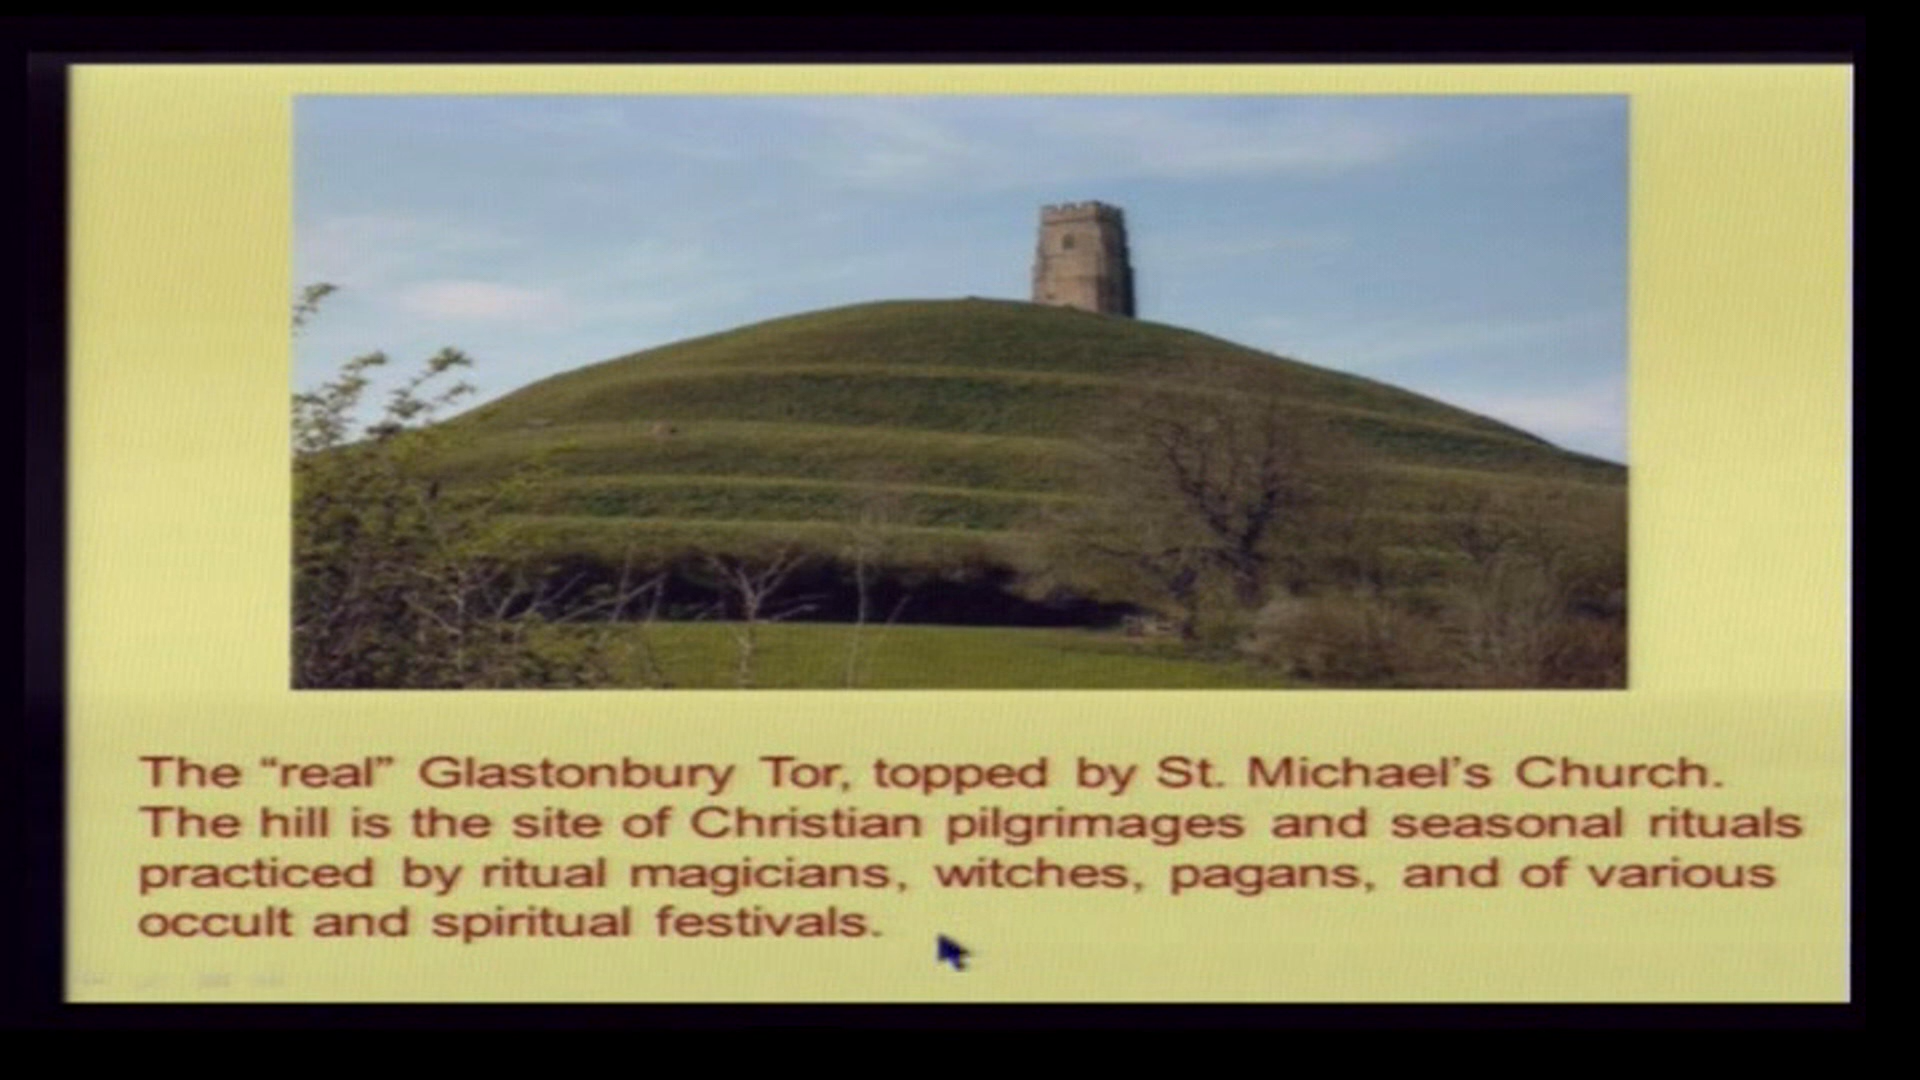 The “real” Glastonbury Tor, topped by St. Michael’s Church.
The hill is the site of Christian pilgrimages and seasonal rituals
practiced by ritual magicians, witches, pagans, and of various
occult and spiritual festivals.